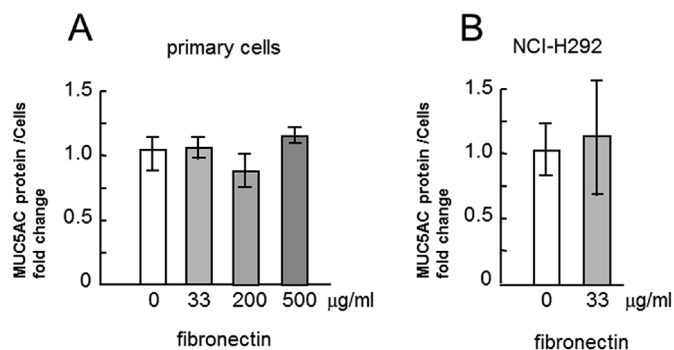 A
primary cells
MUC5AC protein /Cells
fold change
1.5
1.0
0.5
0
0 33 200 500 µg/ml
fibronectin
B
NCI-H292
MUC5AC protein/Cells
fold change
1.5
1.0
0.5
0
0 33 µg/ml
fibronectin